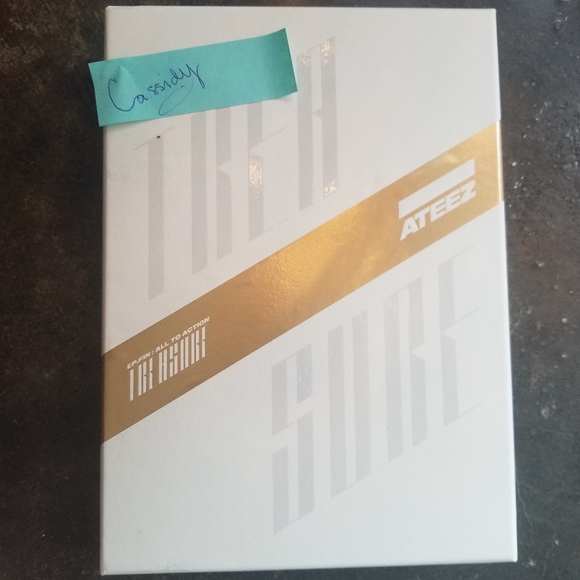 Cassidy
TREA
ATEEZ
EP.FIN : ALL TO ACTION
TREASURE
SURE